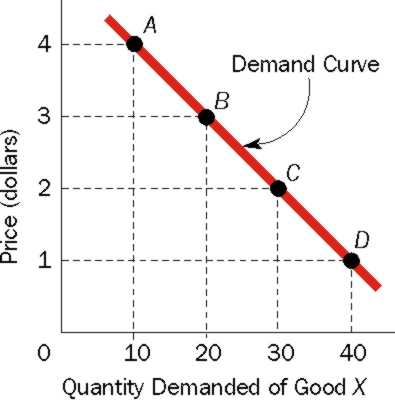 A
4
Demand Curve
B
3
Price (dollars)
C
2
D
1
0
10
20
30
40
Quantity Demanded of Good X